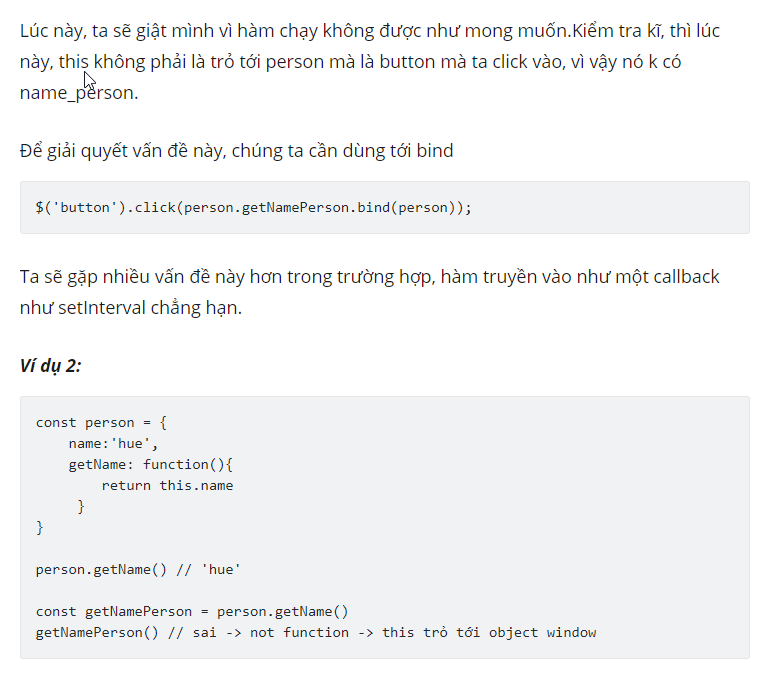 Lúc này, ta sẽ giật mình vì hàm chạy không được như mong muốn.Kiểm tra kĩ, thì lúc
này, this không phải là trỏ tới person mà là button mà ta click vào, vì vậy nó k có
name_person.
Để giải quyết vấn đề này, chúng ta cần dùng tới bind
$('button').click(person.getNamePerson.bind(person));
Ta sẽ gặp nhiều vấn đề này hơn trong trường hợp, hàm truyền vào như một callback
như setInterval chẳng hạn.
Ví dụ 2:
const person = {
    name:'hue',
    getName: function(){
        return this.name
     }
}
person.getName() // 'hue'
const getNamePerson = person.getName()
getNamePerson() // sai -> not function -> this trỏ tới object window